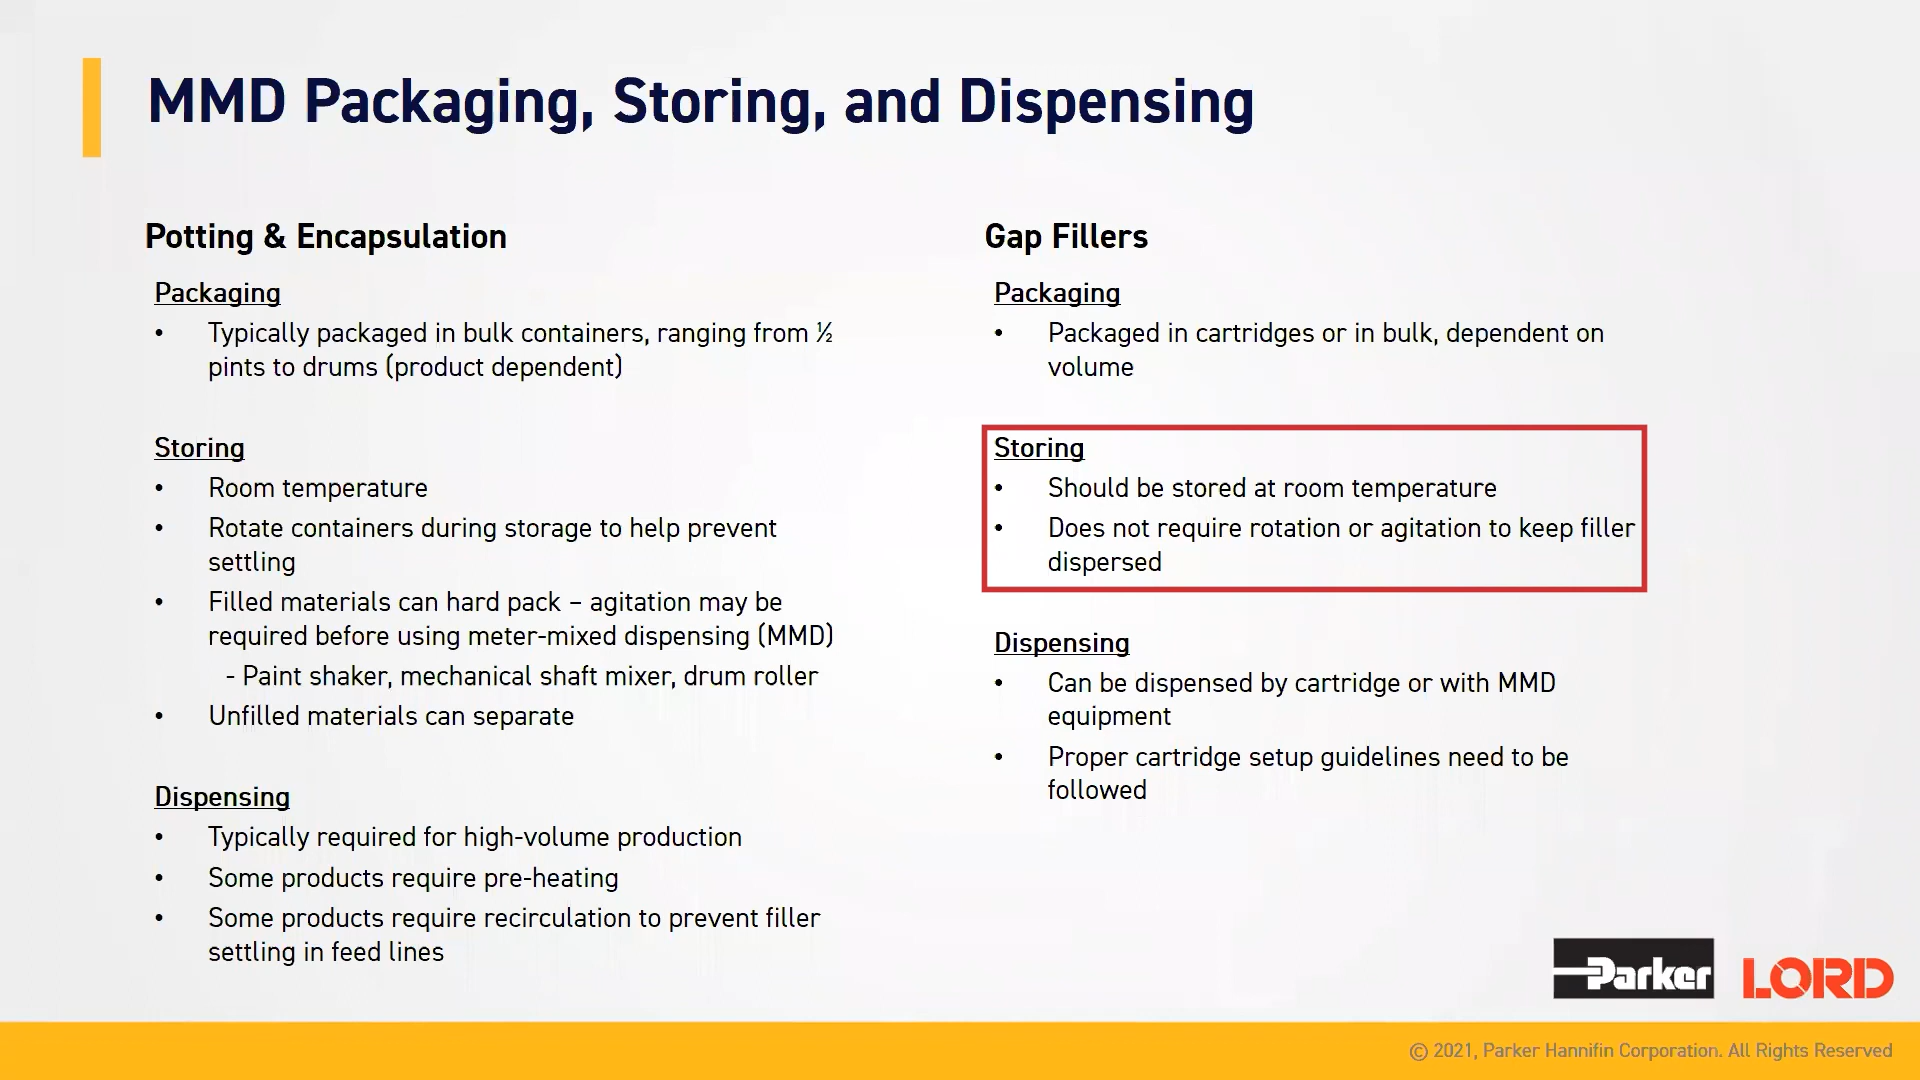 MMD Packaging, Storing, and Dispensing
Potting & Encapsulation
Packaging
• Typically packaged in bulk containers, ranging from ½
pints to drums (product dependent)
Storing
• Room temperature
• Rotate containers during storage to help prevent
settling
• Filled materials can hard pack – agitation may be
required before using meter-mixed dispensing (MMD)
- Paint shaker, mechanical shaft mixer, drum roller
• Unfilled materials can separate
Dispensing
• Typically required for high-volume production
• Some products require pre-heating
• Some products require recirculation to prevent filler
settling in feed lines
Gap Fillers
Packaging
• Packaged in cartridges or in bulk, dependent on
volume
Storing
• Should be stored at room temperature
• Does not require rotation or agitation to keep filler
dispersed
Dispensing
• Can be dispensed by cartridge or with MMD
equipment
• Proper cartridge setup guidelines need to be
followed
Parker LORD
© 2021, Parker Hannifin Corporation. All Rights Reserved